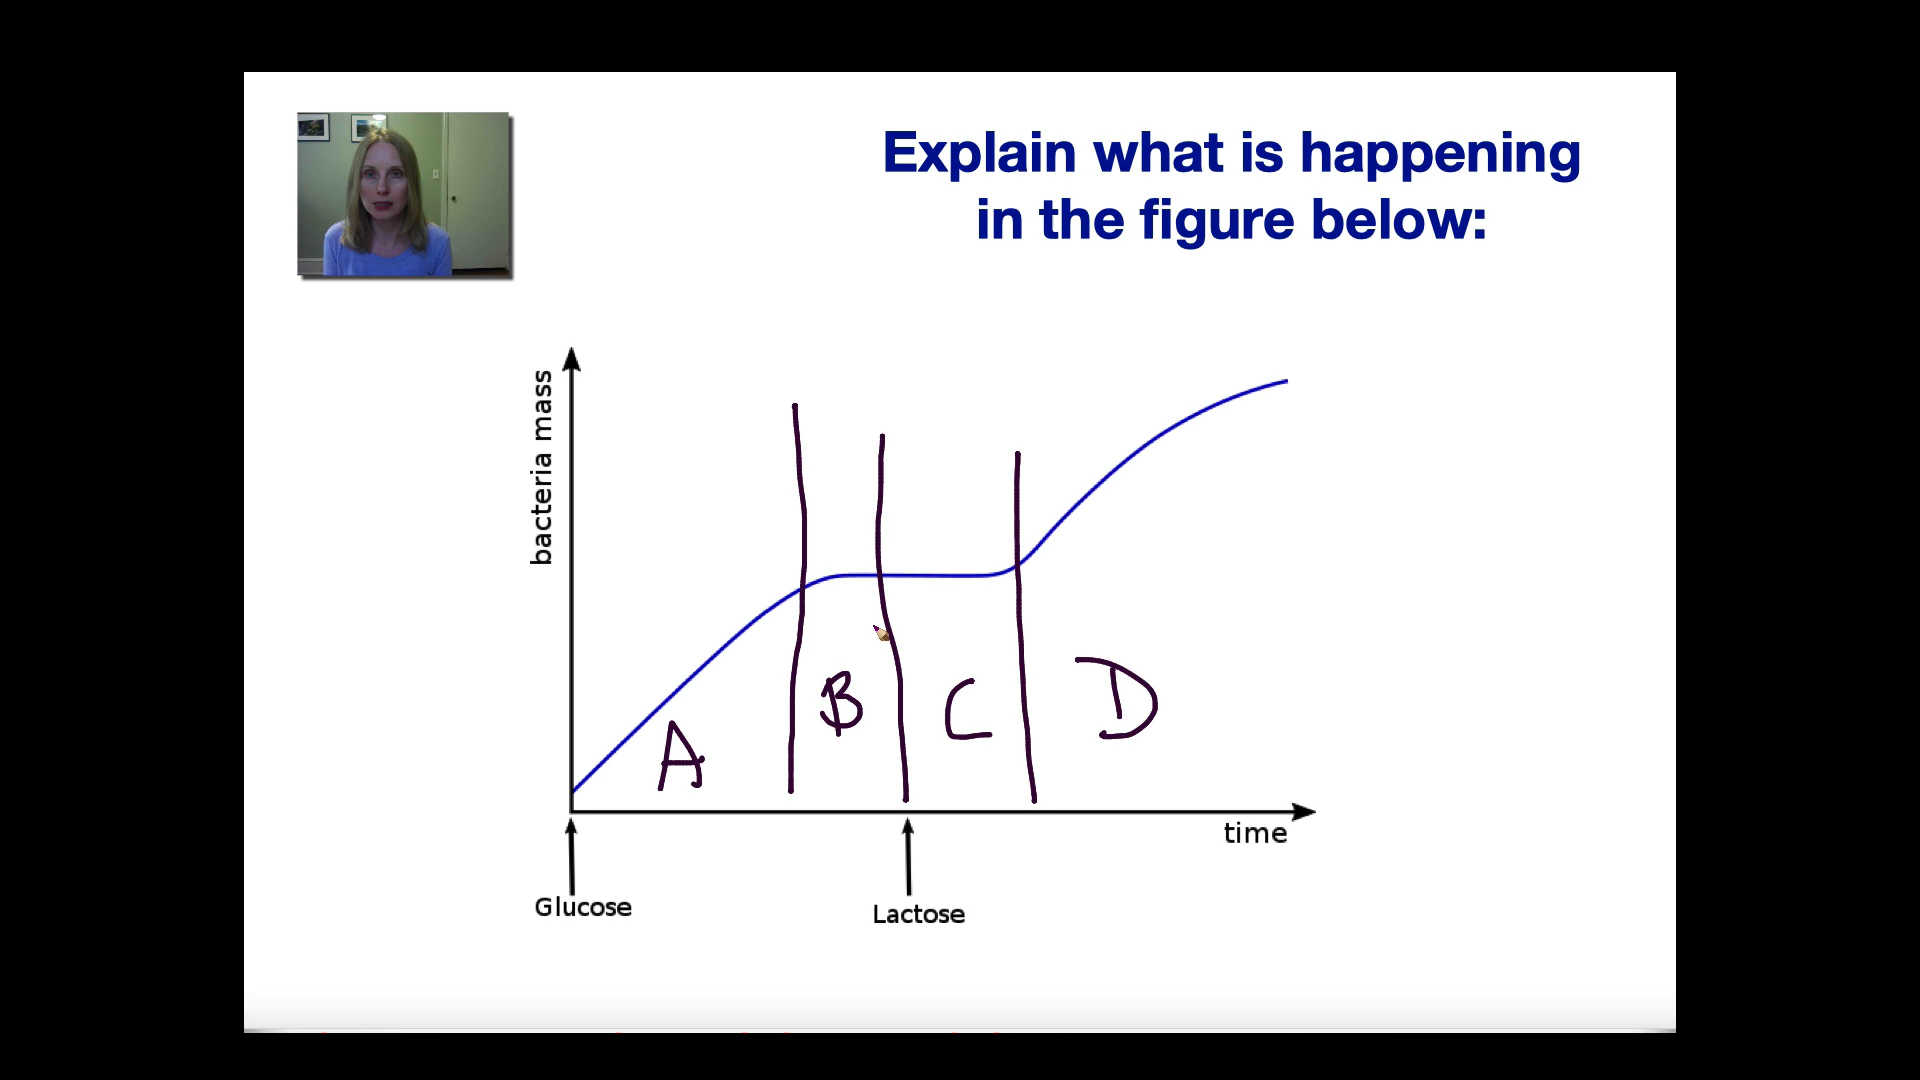 Explain what is happening
in the figure below:
bacteria mass
A
B
C
D
time
Glucose
Lactose